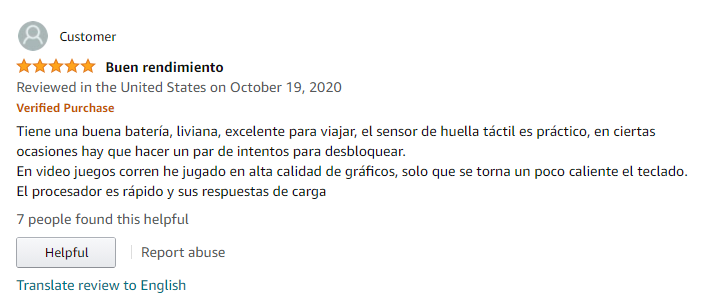 Customer
Buen rendimiento
Reviewed in the United States on October 19, 2020
Verified Purchase
Tiene una buena batería, liviana, excelente para viajar, el sensor de huella táctil es práctico, en ciertas
ocasiones hay que hacer un par de intentos para desbloquear.
En video juegos corren he jugado en alta calidad de gráficos, solo que se torna un poco caliente el teclado.
El procesador es rápido y sus respuestas de carga
7 people found this helpful
Helpful
Report abuse
Translate review to English